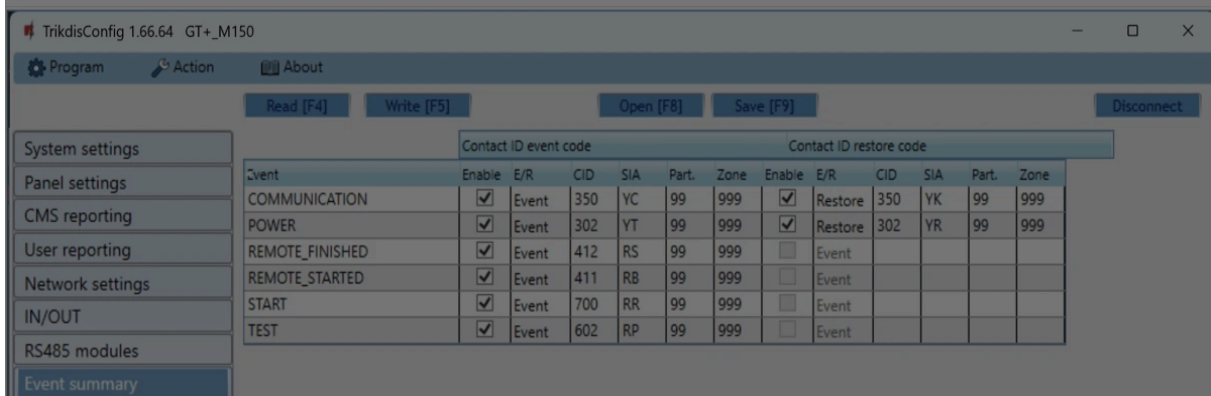 TrikdisConfig 1.66.64 GT+_M150
Program Action About
Read [F4] Write [F5] Open [F8] Save [F9] Disconnect
System settings
Panel settings
CMS reporting
User reporting
Network settings
IN/OUT
RS485 modules
Event summary
Contact ID event code Contact ID restore code
Event Enable E/R CID SIA Part. Zone Enable E/R CID SIA Part. Zone
COMMUNICATION Event 350 YC 99 999 Restore 350 YK 99 999
POWER Event 302 YT 99 999 Restore 302 YR 99 999
REMOTE_FINISHED Event 412 RS 99 999 Event
REMOTE_STARTED Event 411 RB 99 999 Event
START Event 700 RR 99 999 Event
TEST Event 602 RP 99 999 Event